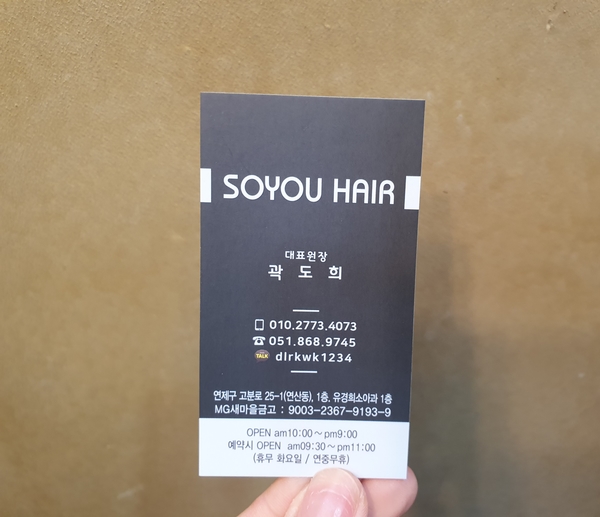 SOYOU HAIR
대표원장
곽 도 희
010.2773.4073
051.868.9745
TALK dlrkwk1234
연제구 고분로 25-1(연산동), 1층, 유경희소아과 1층
MG새마을금고 : 9003-2367-9193-9
OPEN am10:00~pm9:00
예약시 OPEN am09:30~pm11:00
(휴무 화요일 / 연중무휴)